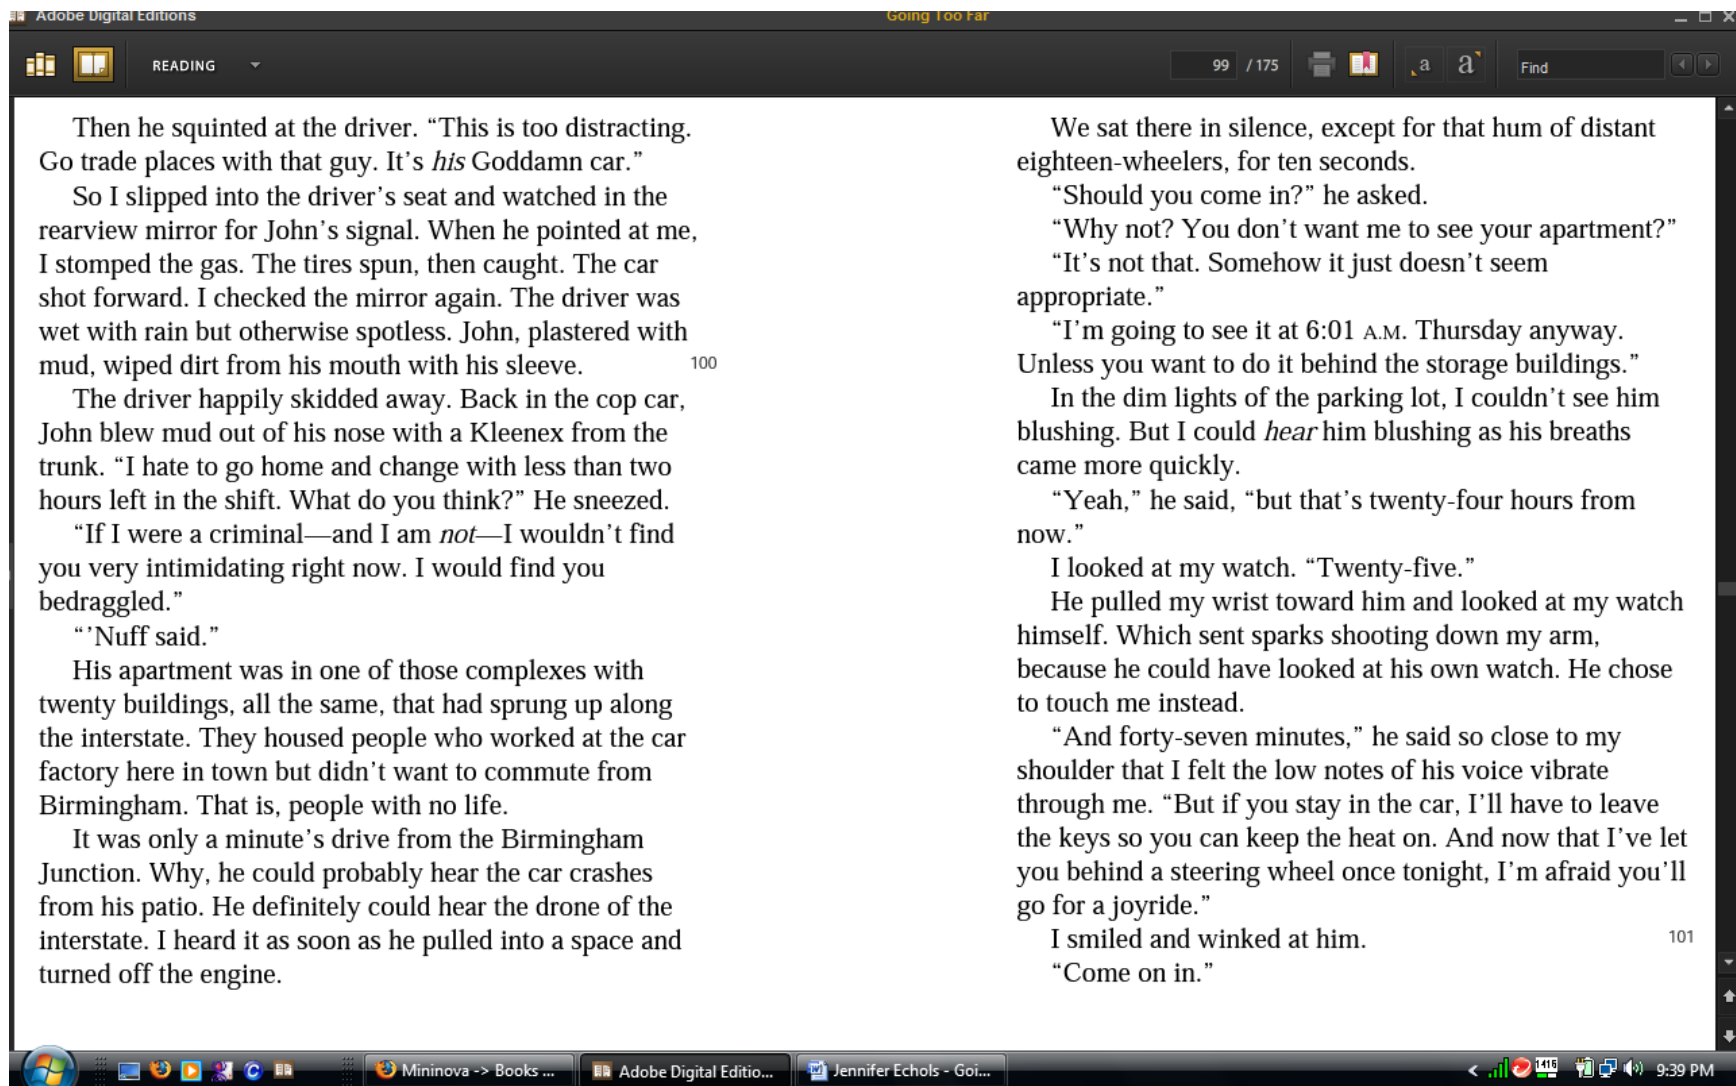 Adobe Digital Editions
Going Too Far
READING
99 / 175
a
a
Find
Then he squinted at the driver. “This is too distracting.
Go trade places with that guy. It’s his Goddamn car.”
So I slipped into the driver’s seat and watched in the
rearview mirror for John’s signal. When he pointed at me,
I stomped the gas. The tires spun, then caught. The car
shot forward. I checked the mirror again. The driver was
wet with rain but otherwise spotless. John, plastered with
mud, wiped dirt from his mouth with his sleeve.
100
The driver happily skidded away. Back in the cop car,
John blew mud out of his nose with a Kleenex from the
trunk. “I hate to go home and change with less than two
hours left in the shift. What do you think?” He sneezed.
“If I were a criminal—and I am not—I wouldn’t find
you very intimidating right now. I would find you
bedraggled.”
“’Nuff said.”
His apartment was in one of those complexes with
twenty buildings, all the same, that had sprung up along
the interstate. They housed people who worked at the car
factory here in town but didn’t want to commute from
Birmingham. That is, people with no life.
It was only a minute’s drive from the Birmingham
Junction. Why, he could probably hear the car crashes
from his patio. He definitely could hear the drone of the
interstate. I heard it as soon as he pulled into a space and
turned off the engine.
We sat there in silence, except for that hum of distant
eighteen-wheelers, for ten seconds.
“Should you come in?” he asked.
“Why not? You don’t want me to see your apartment?”
“It’s not that. Somehow it just doesn’t seem
appropriate.”
“I’m going to see it at 6:01 A.M. Thursday anyway.
Unless you want to do it behind the storage buildings.”
In the dim lights of the parking lot, I couldn’t see him
blushing. But I could hear him blushing as his breaths
came more quickly.
“Yeah,” he said, “but that’s twenty-four hours from
now.”
I looked at my watch. “Twenty-five.”
He pulled my wrist toward him and looked at my watch
himself. Which sent sparks shooting down my arm,
because he could have looked at his own watch. He chose
to touch me instead.
“And forty-seven minutes,” he said so close to my
shoulder that I felt the low notes of his voice vibrate
through me. “But if you stay in the car, I’ll have to leave
the keys so you can keep the heat on. And now that I’ve let
you behind a steering wheel once tonight, I’m afraid you’ll
go for a joyride.”
I smiled and winked at him.
101
“Come on in.”
Mininova -> Books ...
Adobe Digital Editio...
Jennifer Echols - Goi...
1416
9:39 PM